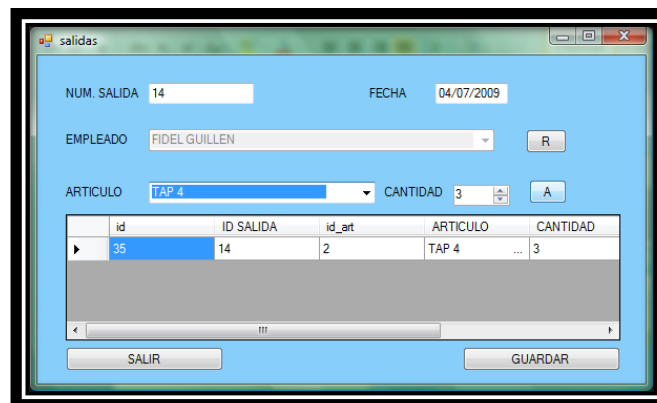 salidas
NUM. SALIDA 14 FECHA 04/07/2009
EMPLEADO FIDEL GUILLEN R
ARTICULO TAP 4 CANTIDAD 3 A
id ID SALIDA id_art ARTICULO CANTIDAD
35 14 2 TAP 4 ... 3
SALIR GUARDAR